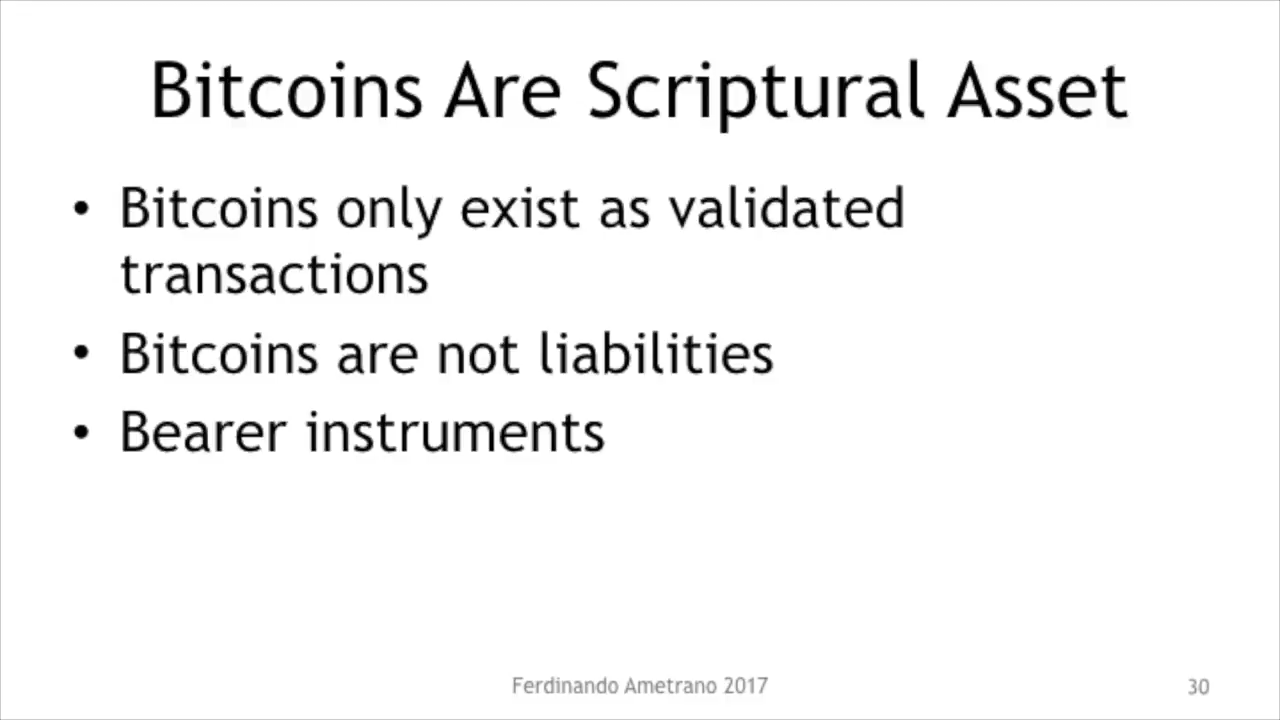 Bitcoins Are Scriptural Asset
• Bitcoins only exist as validated
transactions
• Bitcoins are not liabilities
• Bearer instruments
Ferdinando Ametrano 2017
30